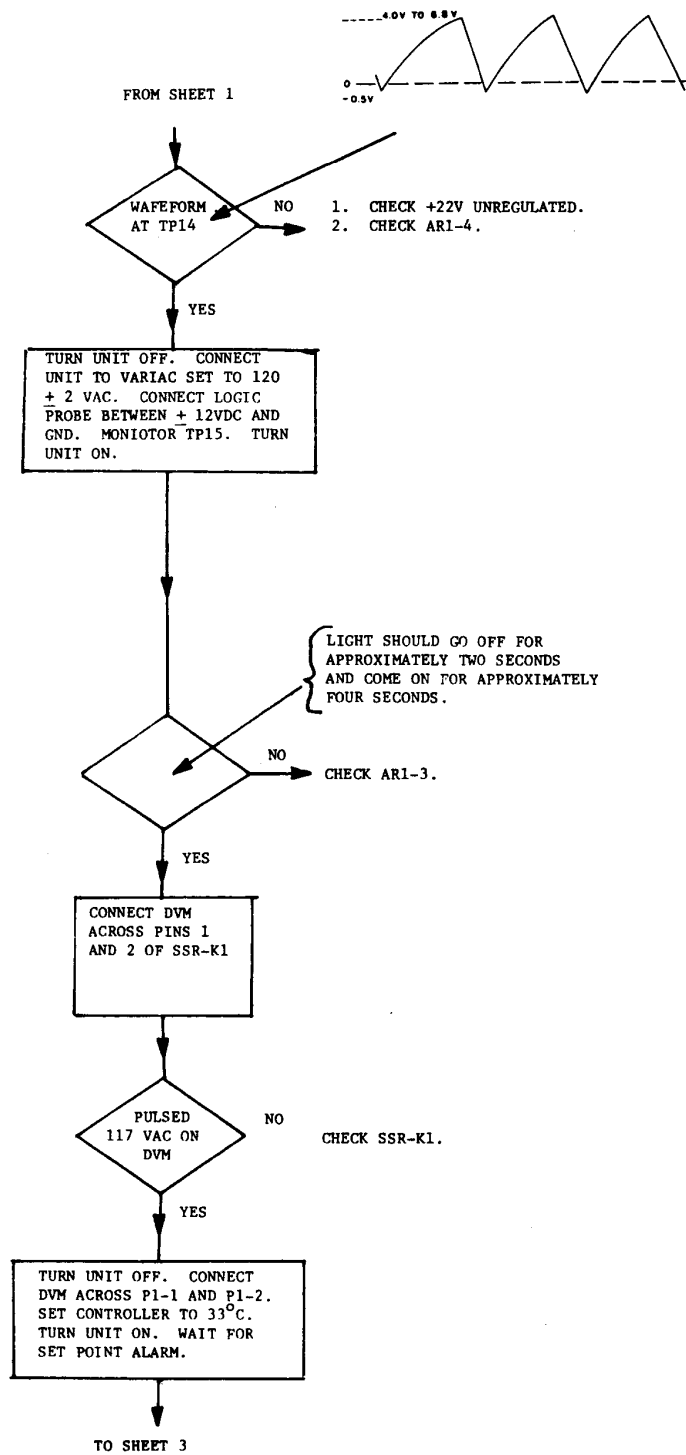 4.0V TO 6.8V
0
-0.5V
FROM SHEET 1
WAFEFORM
AT TP14
NO
1. CHECK +22V UNREGULATED.
2. CHECK AR1-4.
YES
TURN UNIT OFF. CONNECT
UNIT TO VARIAC SET TO 120
± 2 VAC. CONNECT LOGIC
PROBE BETWEEN ± 12VDC AND
GND. MONIOTOR TP15. TURN
UNIT ON.
LIGHT SHOULD GO OFF FOR
APPROXIMATELY TWO SECONDS
AND COME ON FOR APPROXIMATELY
FOUR SECONDS.
NO
CHECK AR1-3.
YES
CONNECT DVM
ACROSS PINS 1
AND 2 OF SSR-K1
PULSED
117 VAC ON
DVM
NO
CHECK SSR-K1.
YES
TURN UNIT OFF. CONNECT
DVM ACROSS P1-1 AND P1-2.
SET CONTROLLER TO 33°C.
TURN UNIT ON. WAIT FOR
SET POINT ALARM.
TO SHEET 3